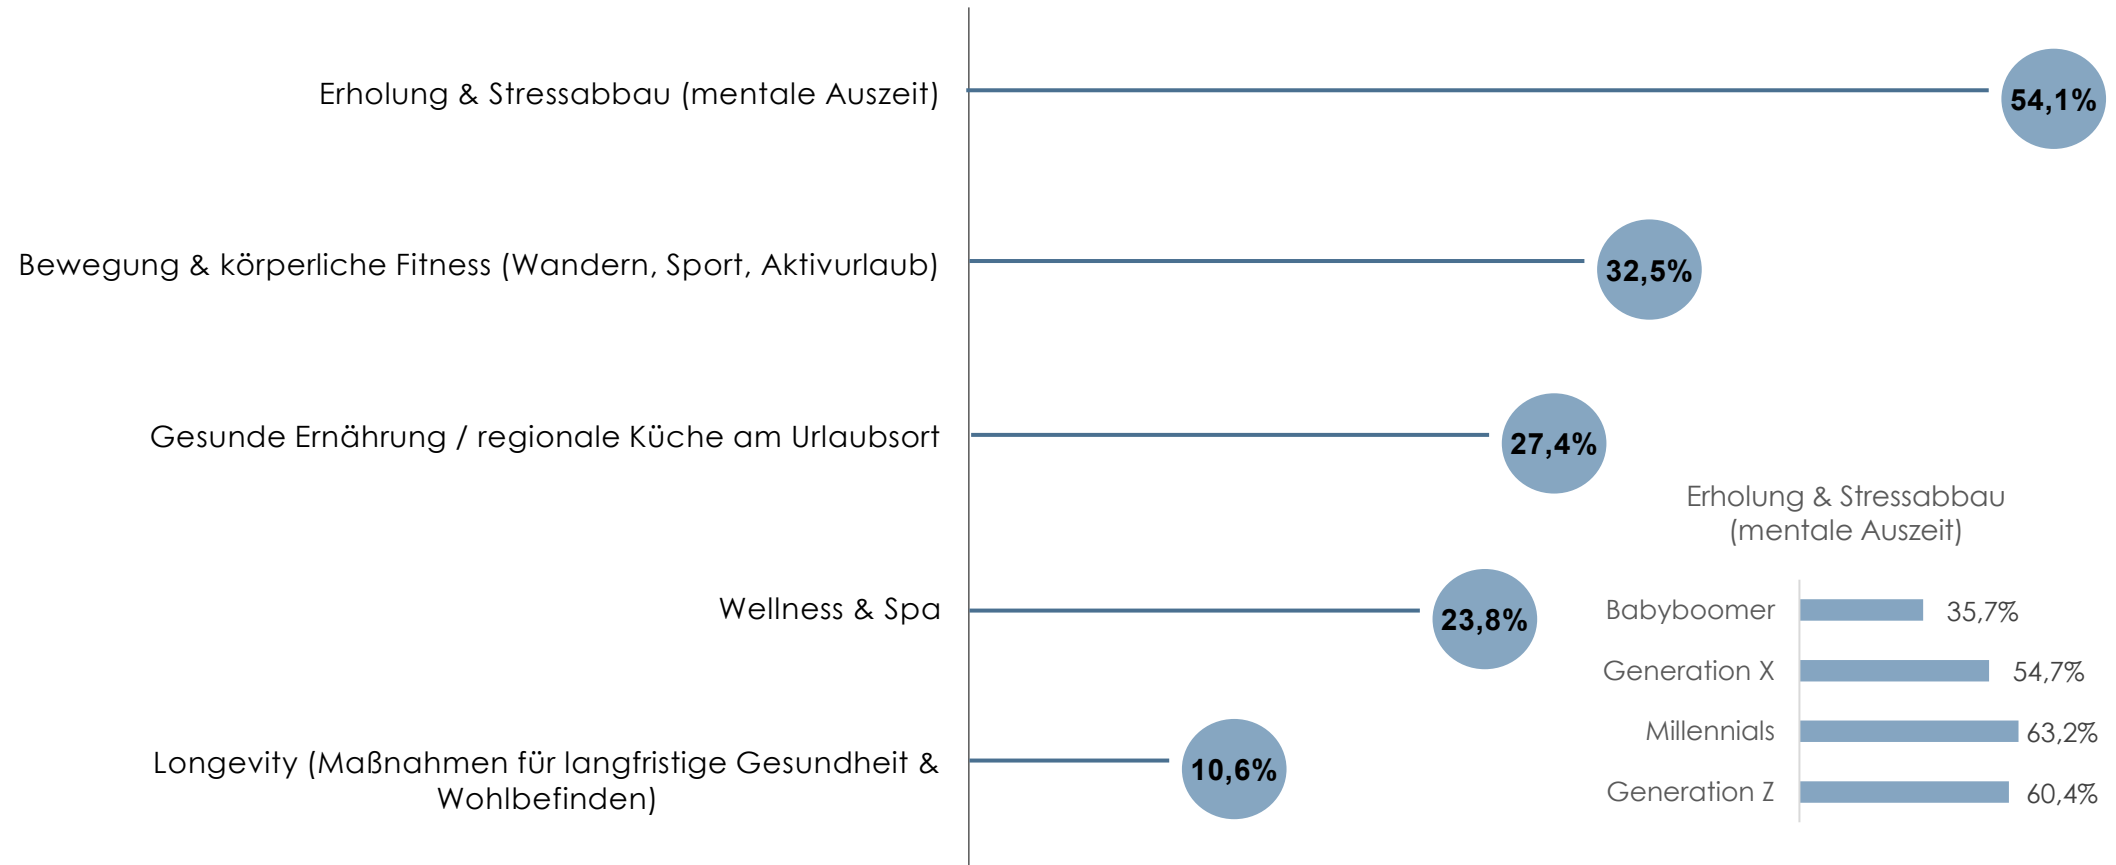 Erholung & Stressabbau (mentale Auszeit)
54,1%
Bewegung & körperliche Fitness (Wandern, Sport, Aktivurlaub)
32,5%
Gesunde Ernährung / regionale Küche am Urlaubsort
27,4%
Wellness & Spa
23,8%
Longevity (Maßnahmen für langfristige Gesundheit &
Wohlbefinden)
10,6%
Erholung & Stressabbau
(mentale Auszeit)
Babyboomer
35,7%
Generation X
54,7%
Millennials
63,2%
Generation Z
60,4%